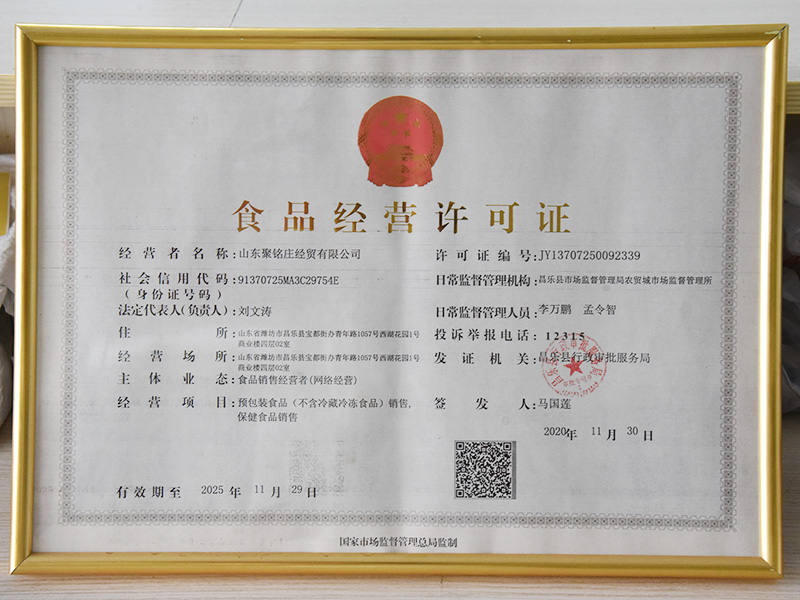 食品经营许可证
经营者名称:山东聚铭庄经贸有限公司
社会信用代码:91370725MA3C29754E
(身份证号码)
法定代表人(负责人):刘文涛
住所:山东省潍坊市昌乐县宝都街办青年路1057号西湖花园1号
商业楼四层02室
经营场所:山东省潍坊市昌乐县宝都街办青年路1057号西湖花园1号
商业楼四层02室
主体业态:食品销售经营者(网络经营)
经营项目:预包装食品(不含冷藏冷冻食品)销售,
保健食品销售
有效期至 2025年 11月 29日
许可证编号:JY13707250092339
日常监督管理机构:昌乐县市场监督管理局农贸城市场监督管理所
日常监督管理人员:李万鹏 孟令智
投诉举报电话:12315
发证机关:昌乐县行政审批服务局
签发人:马国莲
2020年 11月 30日
国家市场监督管理总局监制